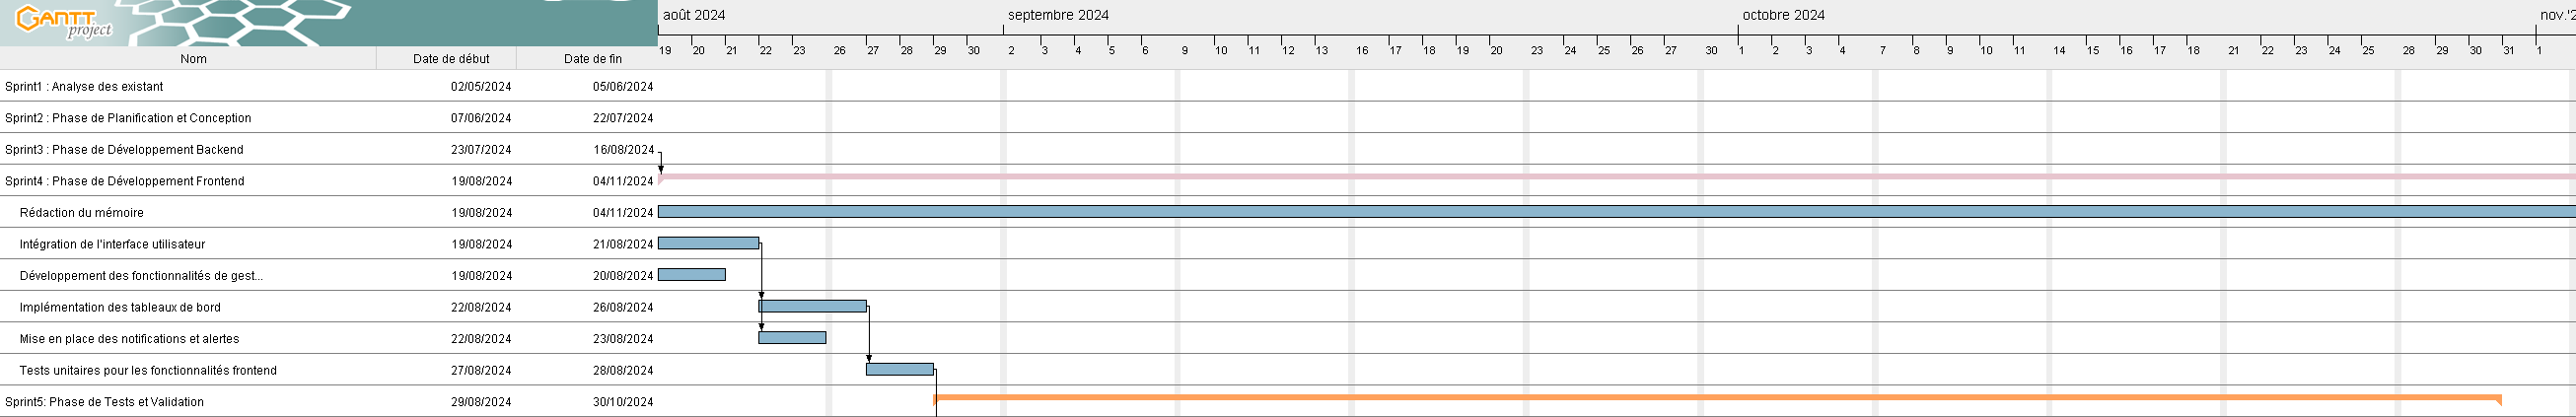 GANTT
project
août 2024 septembre 2024 octobre 2024 nov.'2
19 20 21 22 23 26 27 28 29 30 2 3 4 5 6 9 10 11 12 13 16 17 18 19 20 23 24 25 26 27 30 1 2 3 4 7 8 9 10 11 14 15 16 17 18 21 22 23 24 25 28 29 30 31 1
Nom Date de début Date de fin
Sprint1 : Analyse des existant 02/05/2024 05/06/2024
Sprint2 : Phase de Planification et Conception 07/06/2024 22/07/2024
Sprint3 : Phase de Développement Backend 23/07/2024 16/08/2024
Sprint4 : Phase de Développement Frontend 19/08/2024 04/11/2024
Rédaction du mémoire 19/08/2024 04/11/2024
Intégration de l'interface utilisateur 19/08/2024 21/08/2024
Développement des fonctionnalités de gest... 19/08/2024 20/08/2024
Implémentation des tableaux de bord 22/08/2024 26/08/2024
Mise en place des notifications et alertes 22/08/2024 23/08/2024
Tests unitaires pour les fonctionnalités frontend 27/08/2024 28/08/2024
Sprint5: Phase de Tests et Validation 29/08/2024 30/10/2024